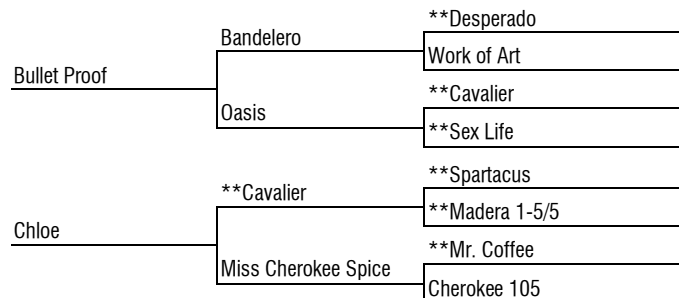 **Desperado
Bandelero
Work of Art
Bullet Proof
**Cavalier
Oasis
**Sex Life
**Spartacus
**Cavalier
**Madera 1-5/5
Chloe
**Mr. Coffee
Miss Cherokee Spice
Cherokee 105